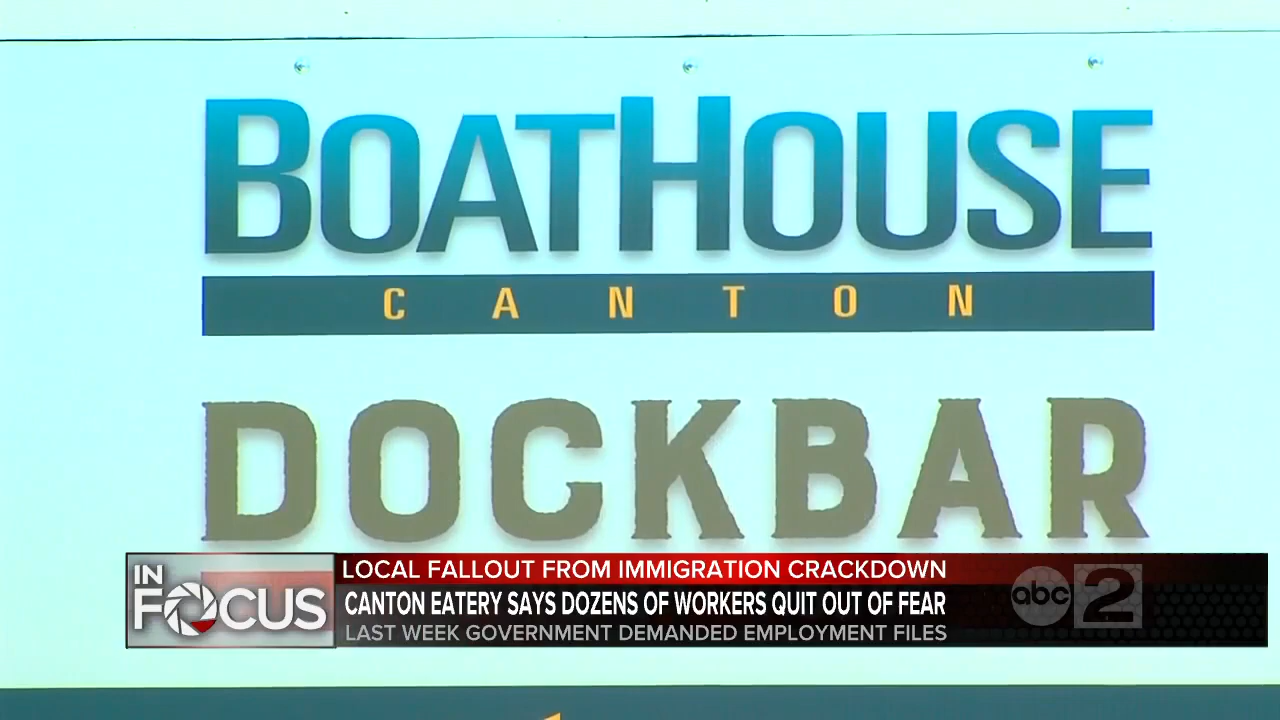 BOATHOUSE
CANTON
DOCKBAR
IN
FOCUS
LOCAL FALLOUT FROM IMMIGRATION CRACKDOWN
CANTON EATERY SAYS DOZENS OF WORKERS QUIT OUT OF FEAR
LAST WEEK GOVERNMENT DEMANDED EMPLOYMENT FILES
abc 2